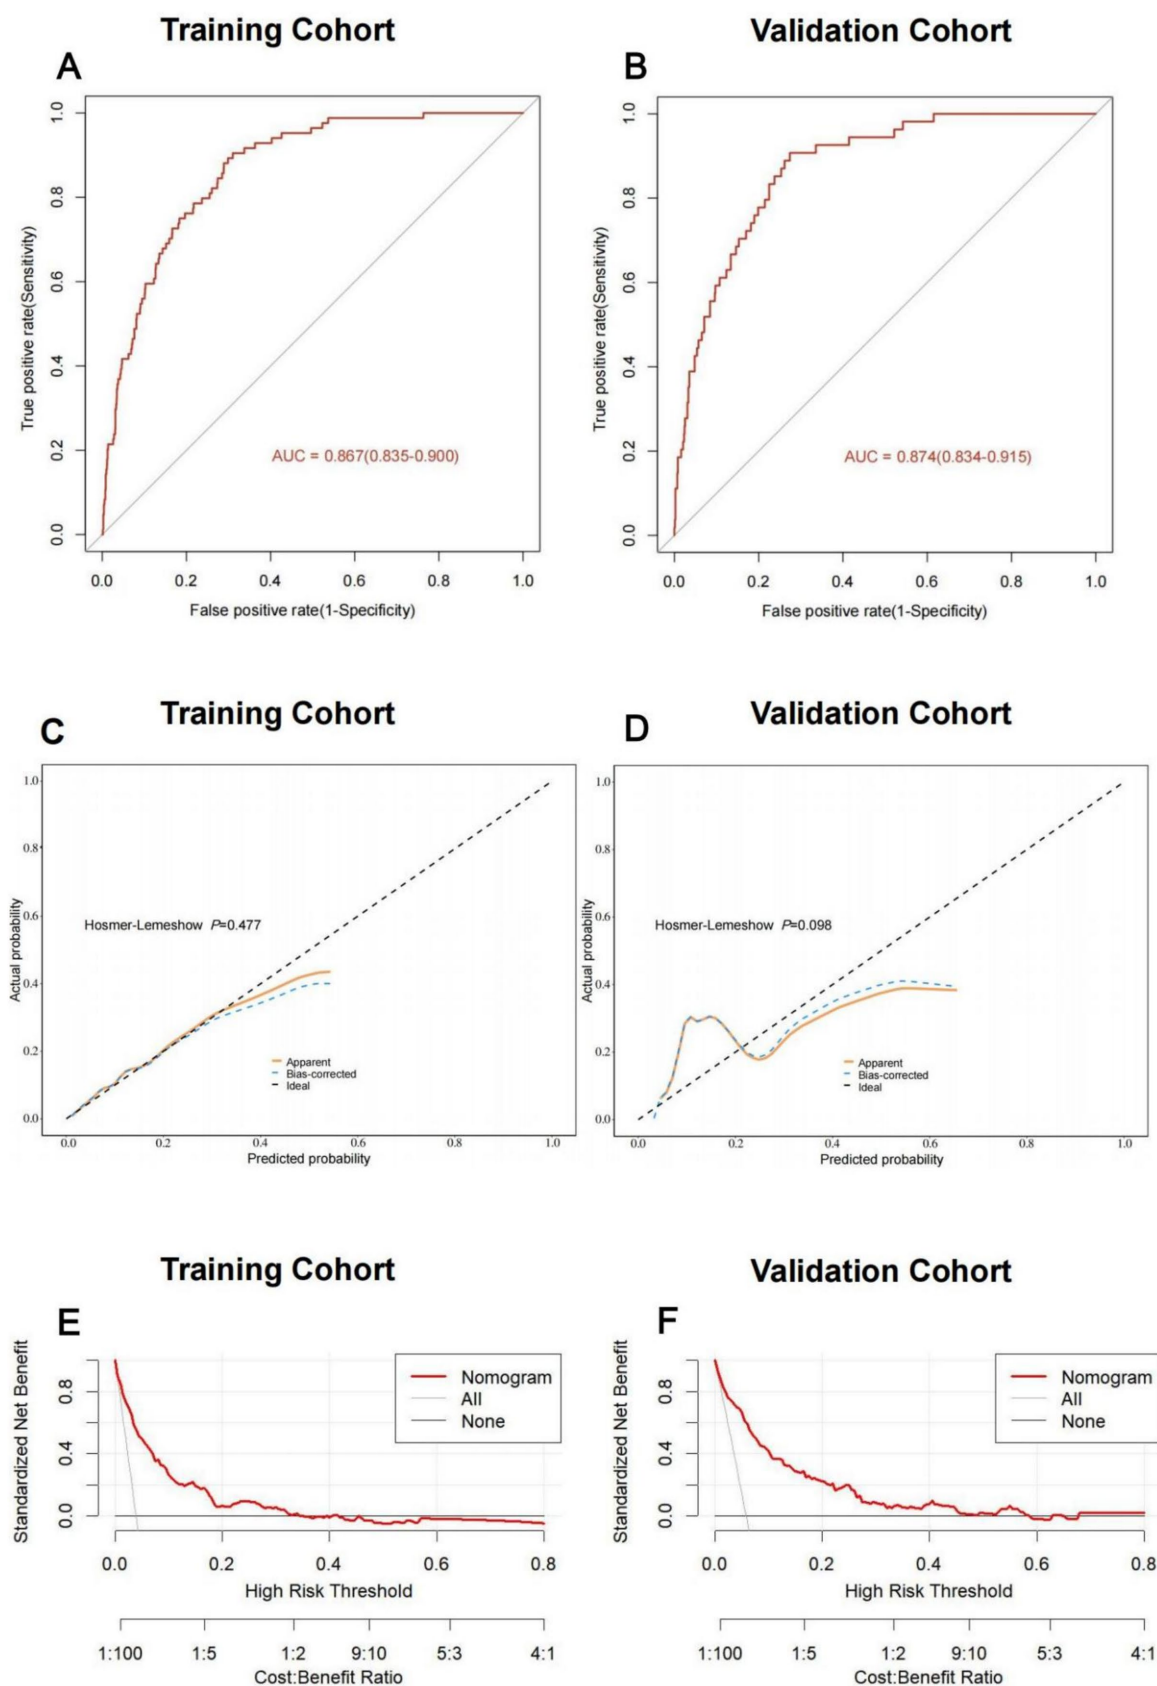 Training Cohort
Validation Cohort
A
B
True positive rate(Sensitivity)
1.0
0.8
0.6
0.4
0.2
0.0
AUC = 0.867(0.835-0.900)
0.0 0.2 0.4 0.6 0.8 1.0
False positive rate(1-Specificity)
True positive rate(Sensitivity)
1.0
0.8
0.6
0.4
0.2
0.0
AUC = 0.874(0.834-0.915)
0.0 0.2 0.4 0.6 0.8 1.0
False positive rate(1-Specificity)
Training Cohort
Validation Cohort
C
D
Actual probability
1.0
0.8
0.6
0.4
0.2
0.0
Hosmer-Lemeshow P=0.477
Apparent
Bias-corrected
Ideal
0.0 0.2 0.4 0.6 0.8 1.0
Predicted probability
Actual probability
1.0
0.8
0.6
0.4
0.2
0.0
Hosmer-Lemeshow P=0.098
Apparent
Bias-corrected
Ideal
0.0 0.2 0.4 0.6 0.8 1.0
Predicted probability
Training Cohort
Validation Cohort
E
F
Standardized Net Benefit
0.8
0.4
0.0
Nomogram
All
None
0.0 0.2 0.4 0.6 0.8
High Risk Threshold
1:100 1:5 1:2 9:10 5:3 4:1
Cost:Benefit Ratio
Standardized Net Benefit
0.8
0.4
0.0
Nomogram
All
None
0.0 0.2 0.4 0.6 0.8
High Risk Threshold
1:100 1:5 1:2 9:10 5:3 4:1
Cost:Benefit Ratio